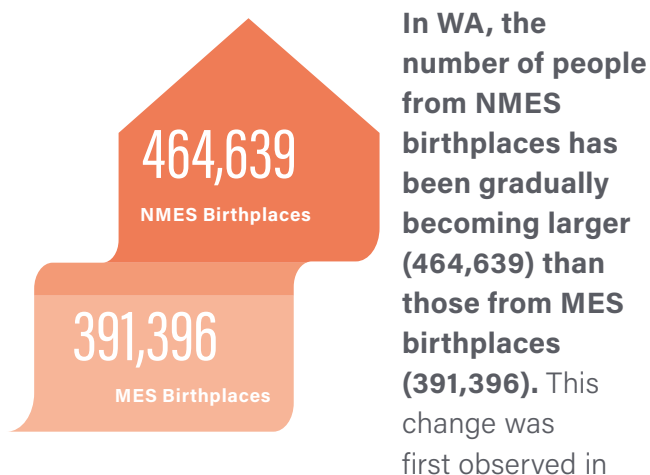 464,639
NMES Birthplaces
391,396
MES Birthplaces
In WA, the
number of people
from NMES
birthplaces has
been gradually
becoming larger
(464,639) than
those from MES
birthplaces
(391,396). This
change was
first observed in